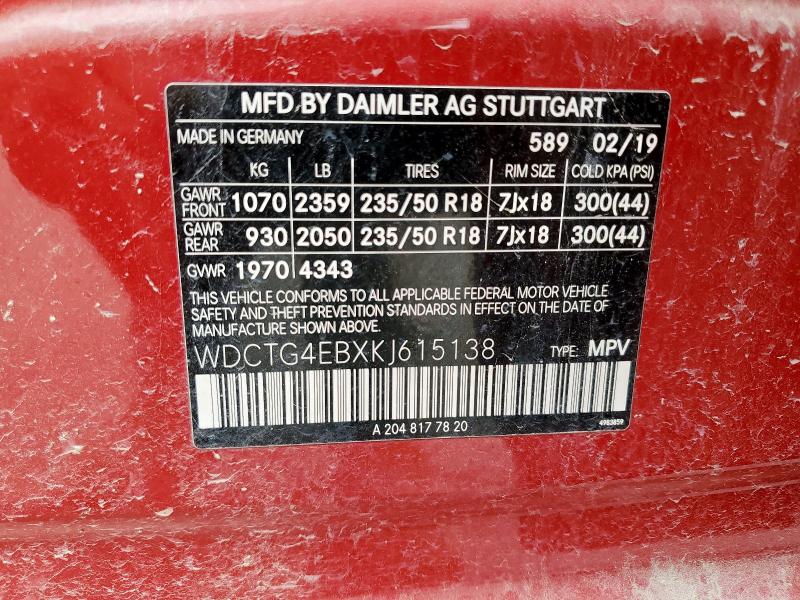 MFD BY DAIMLER AG STUTTGART
MADE IN GERMANY 589 02/19
KG LB TIRES RIM SIZE COLD KPA (PSI)
GAWR FRONT 1070 2359 235/50 R18 7Jx18 300(44)
GAWR REAR 930 2050 235/50 R18 7Jx18 300(44)
GVWR 1970 4343
THIS VEHICLE CONFORMS TO ALL APPLICABLE FEDERAL MOTOR VEHICLE
SAFETY AND THEFT PREVENTION STANDARDS IN EFFECT ON THE DATE OF
MANUFACTURE SHOWN ABOVE.
WDCTG4EBXKJ615138 TYPE: MPV
A 204 817 78 20 4983859